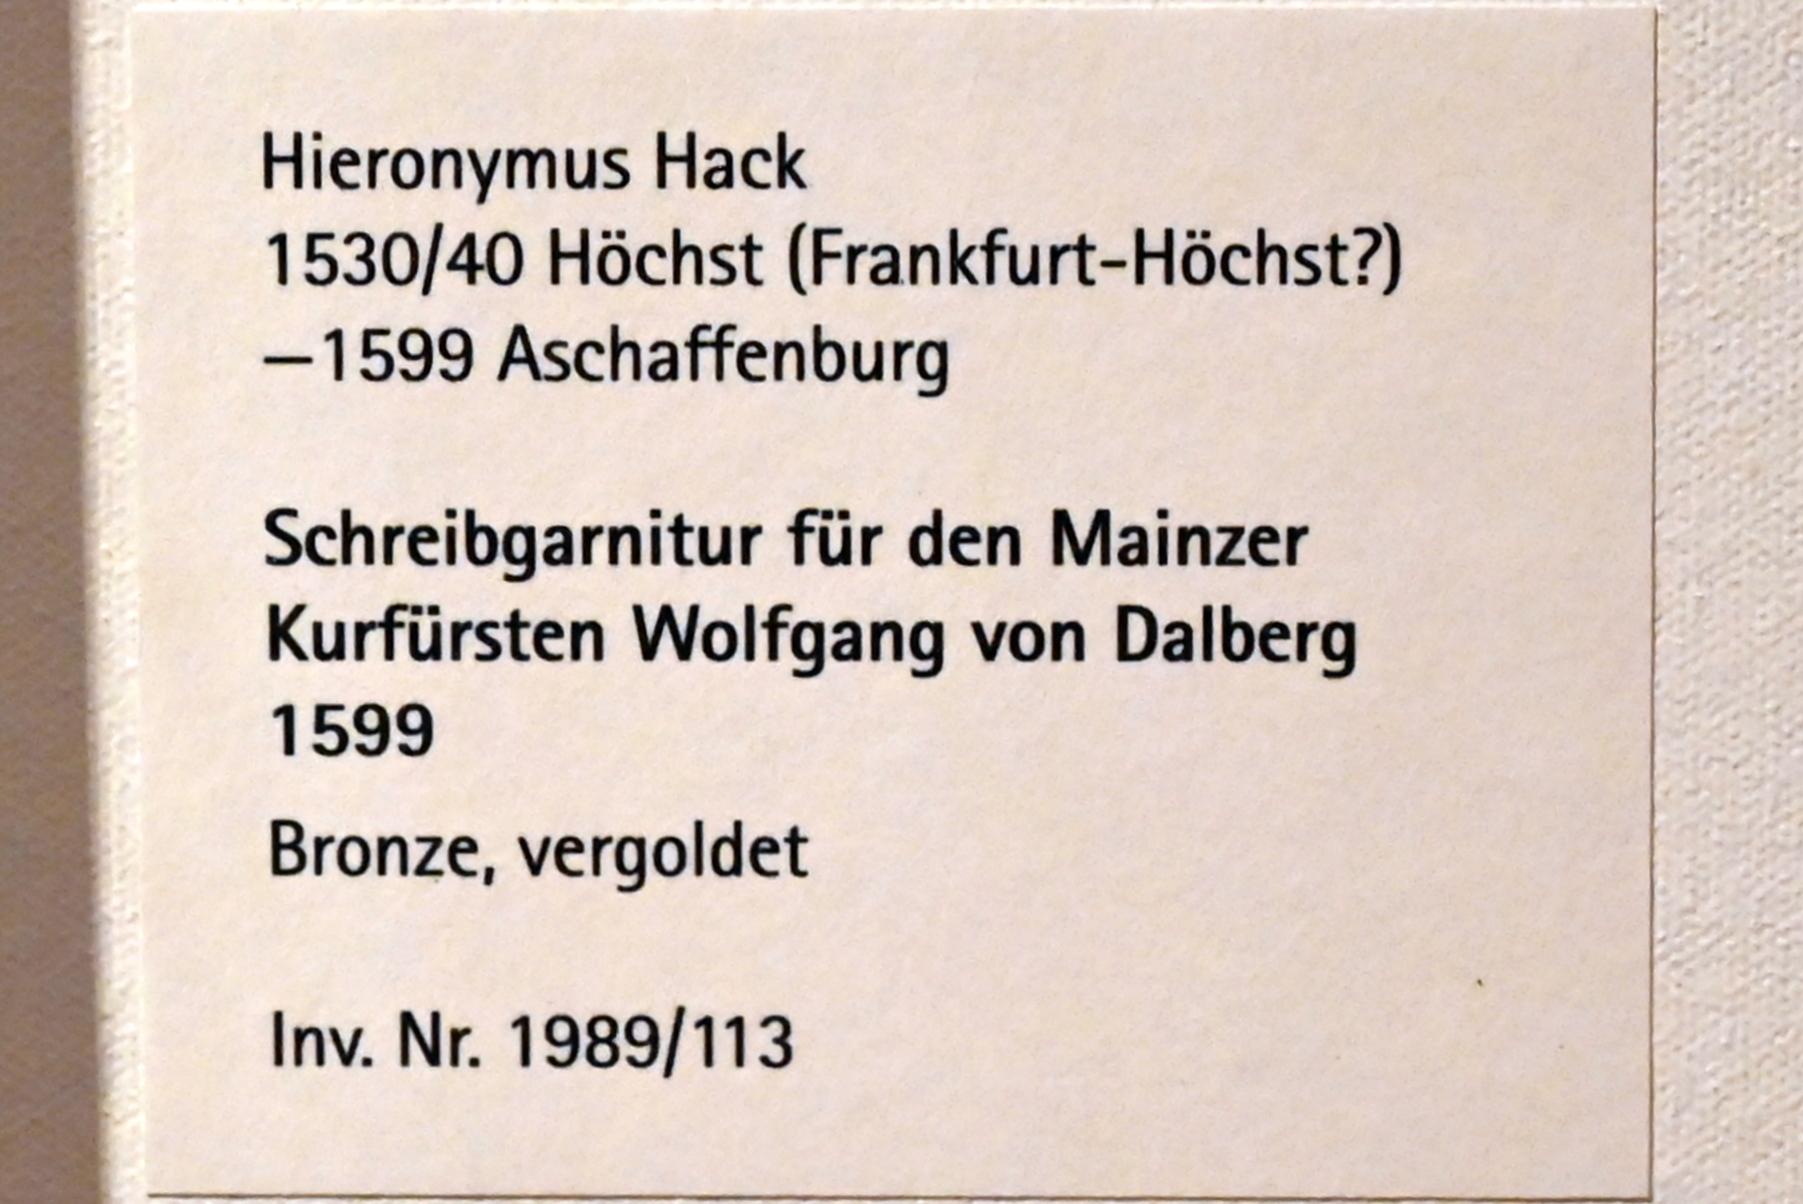 Hieronymus Hack
1530/40 Höchst (Frankfurt-Höchst?)
—1599 Aschaffenburg
Schreibgarnitur für den Mainzer
Kurfürsten Wolfgang von Dalberg
1599
Bronze, vergoldet
Inv. Nr. 1989/113